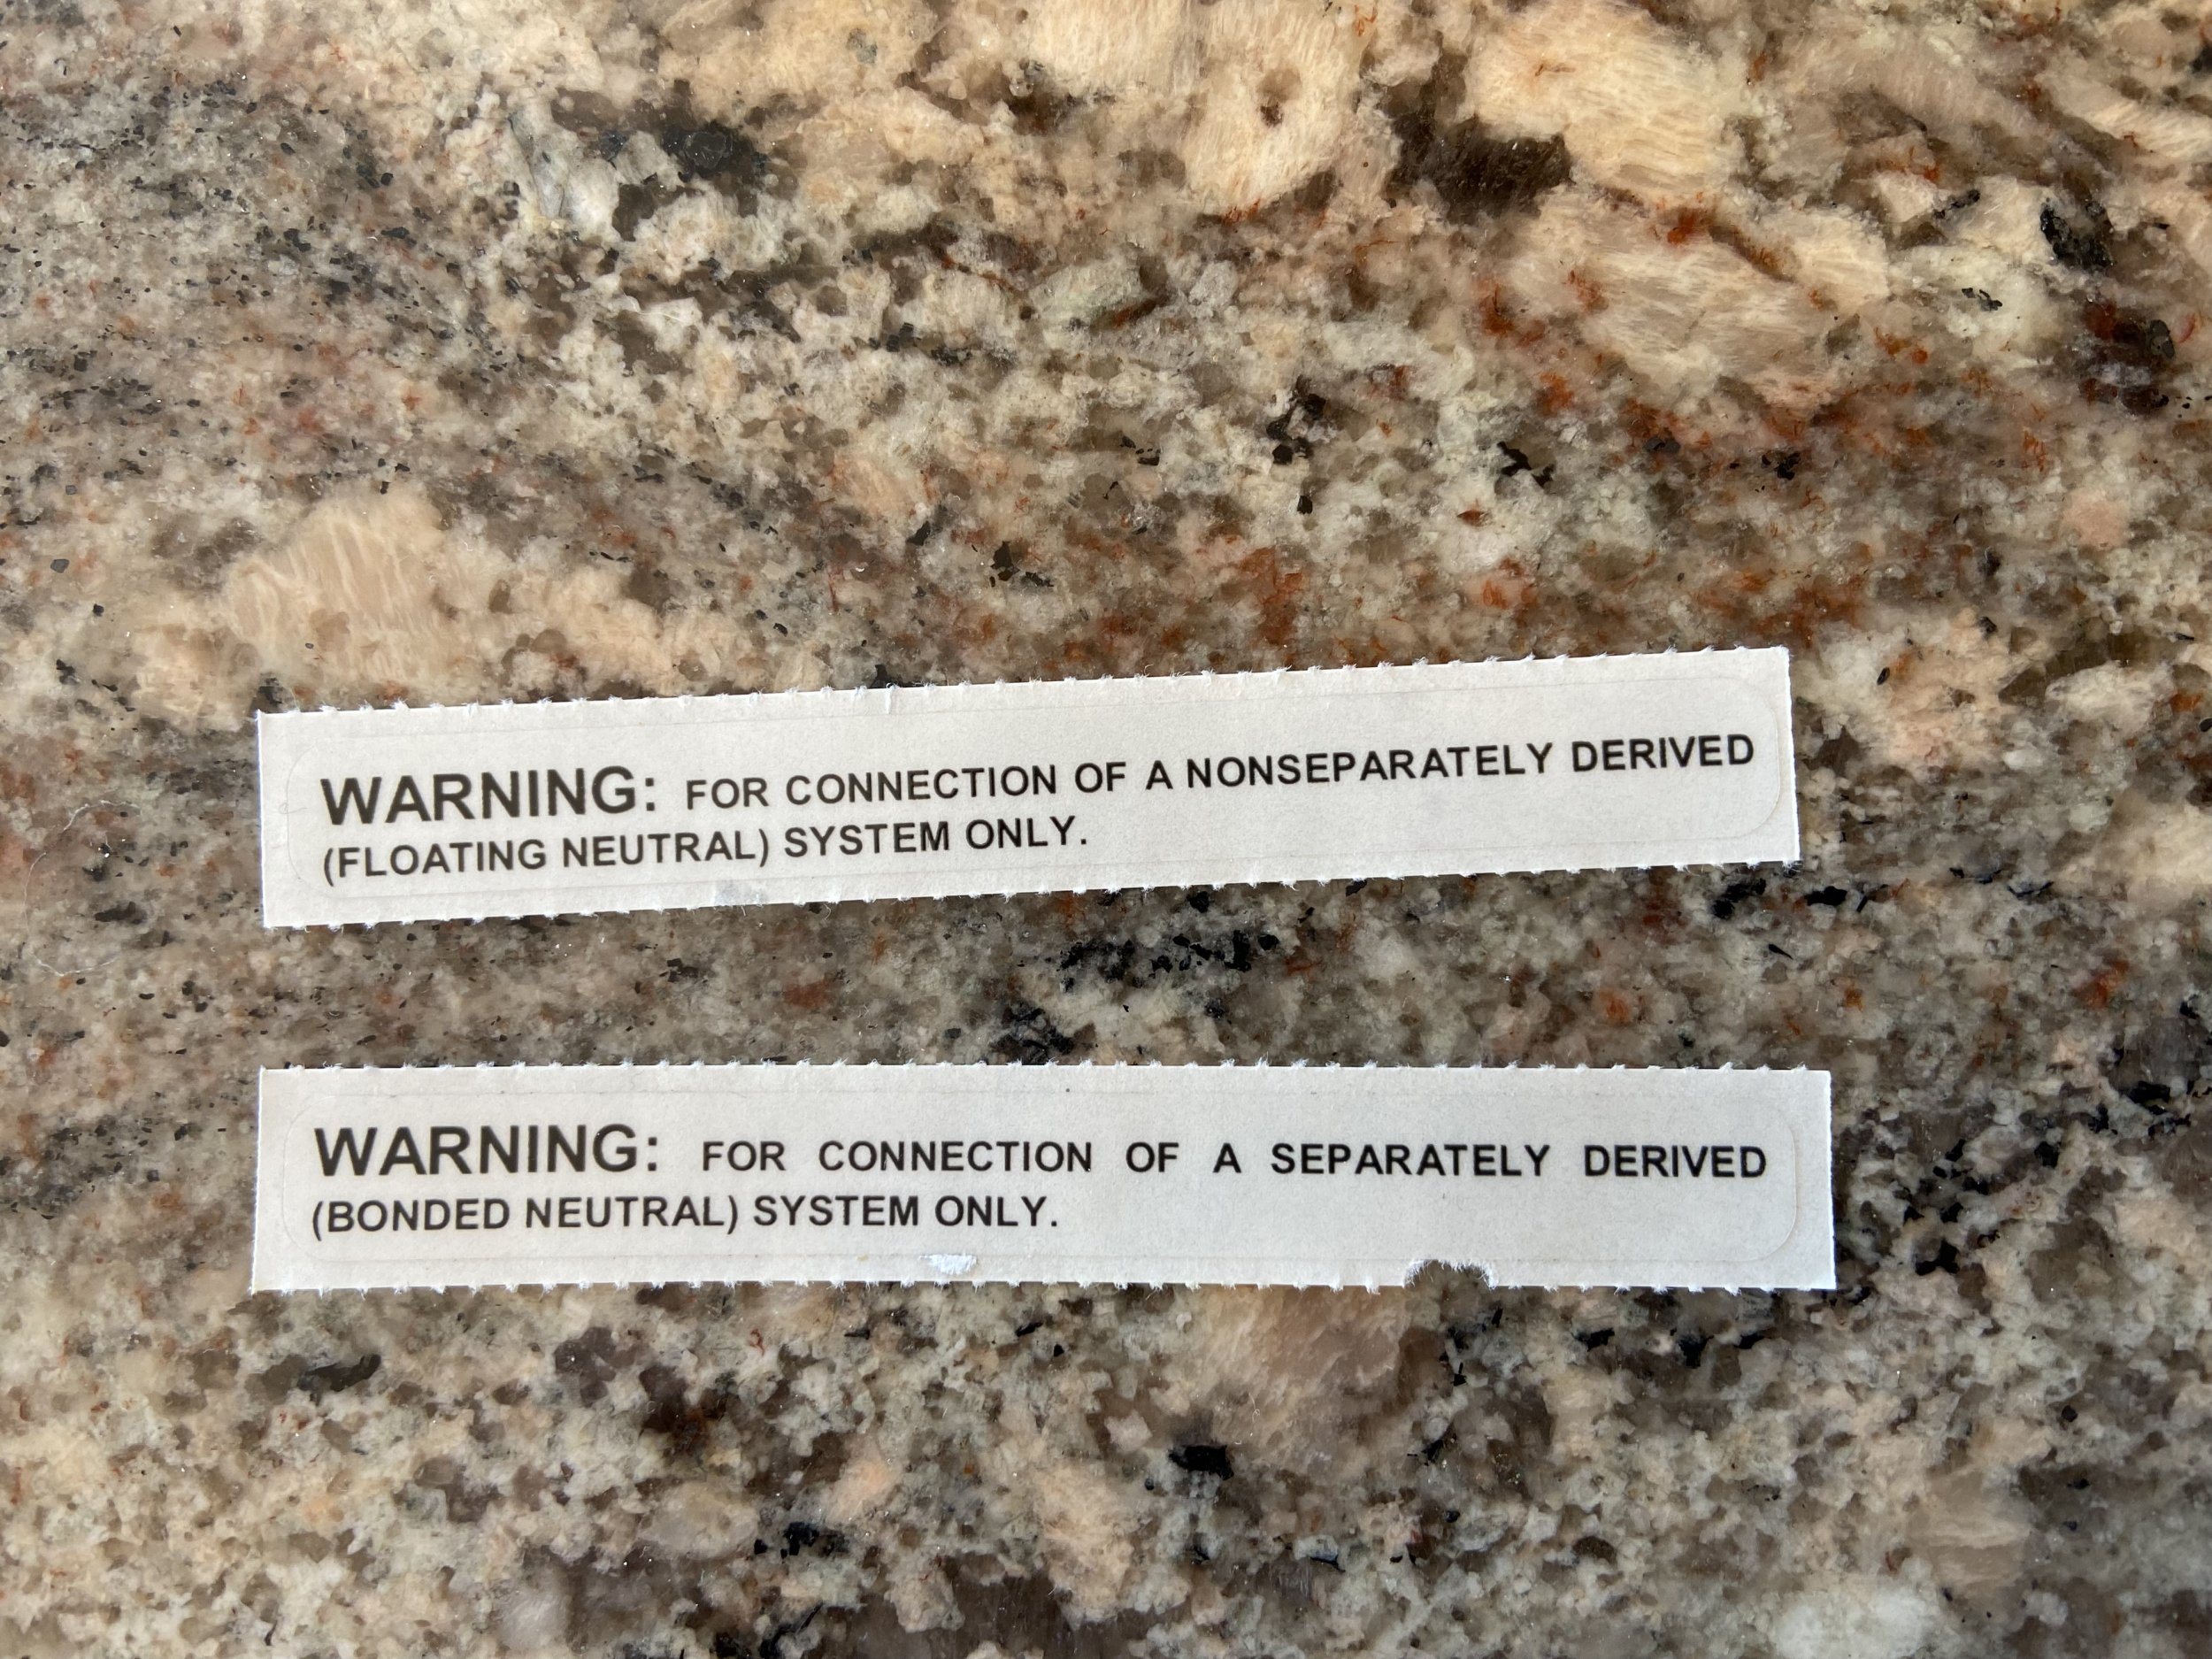 WARNING: FOR CONNECTION OF A NONSEPARATELY DERIVED
(FLOATING NEUTRAL) SYSTEM ONLY.
WARNING: FOR CONNECTION OF A SEPARATELY DERIVED
(BONDED NEUTRAL) SYSTEM ONLY.